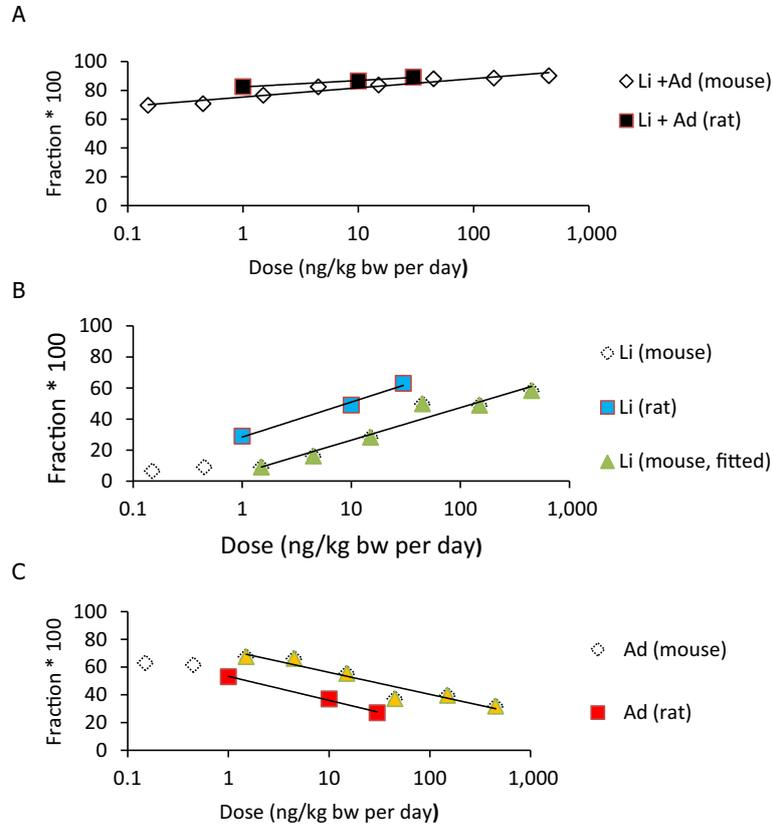 A
100
80
60
40
20
0
Fraction * 100
0.1 1 10 100 1,000
Dose (ng/kg bw per day)
Li +Ad (mouse)
Li + Ad (rat)
B
100
80
60
40
20
0
Fraction * 100
0.1 1 10 100 1,000
Dose (ng/kg bw per day)
Li (mouse)
Li (rat)
Li (mouse, fitted)
C
100
80
60
40
20
0
Fraction * 100
0.1 1 10 100 1,000
Dose (ng/kg bw per day)
Ad (mouse)
Ad (rat)